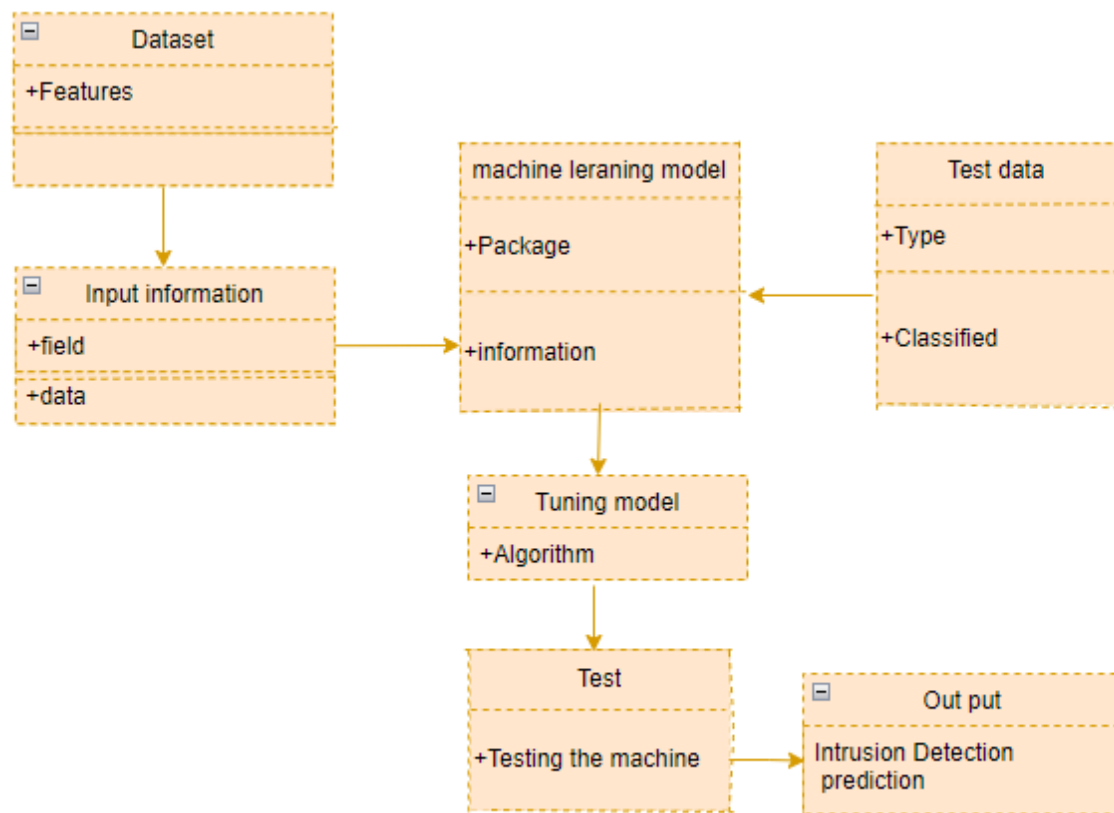 Dataset
+Features
Input information
+field
+data
machine leraning model
+Package
+information
Test data
+Type
+Classified
Tuning model
+Algorithm
Test
+Testing the machine
Out put
Intrusion Detection
prediction